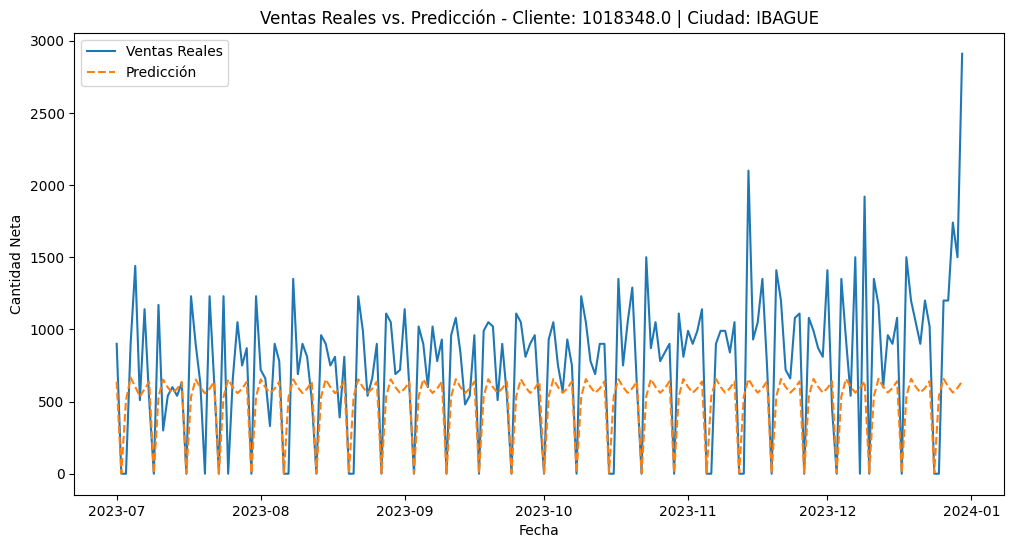 Ventas Reales vs. Predicción - Cliente: 1018348.0 | Ciudad: IBAGUE
Ventas Reales
Predicción
Cantidad Neta
3000
2500
2000
1500
1000
500
0
2023-07
2023-08
2023-09
2023-10
2023-11
2023-12
2024-01
Fecha